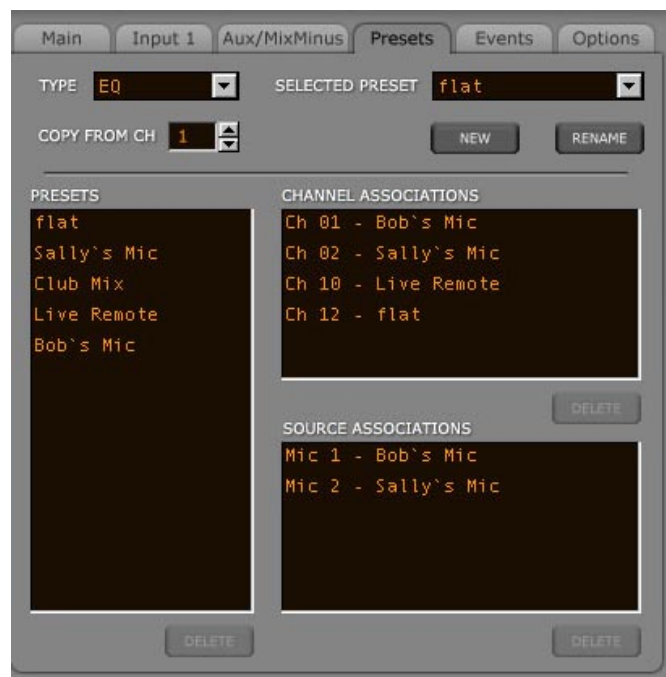 Main Input 1 Aux/MixMinus Presets Events Options
TYPE EQ SELECTED PRESET flat
COPY FROM CH 1 NEW RENAME
PRESETS
flat
Sally`s Mic
Club Mix
Live Remote
Bob`s Mic
DELETE
CHANNEL ASSOCIATIONS
Ch 01 - Bob`s Mic
Ch 02 - Sally`s Mic
Ch 10 - Live Remote
Ch 12 - flat
DELETE
SOURCE ASSOCIATIONS
Mic 1 - Bob`s Mic
Mic 2 - Sally`s Mic
DELETE